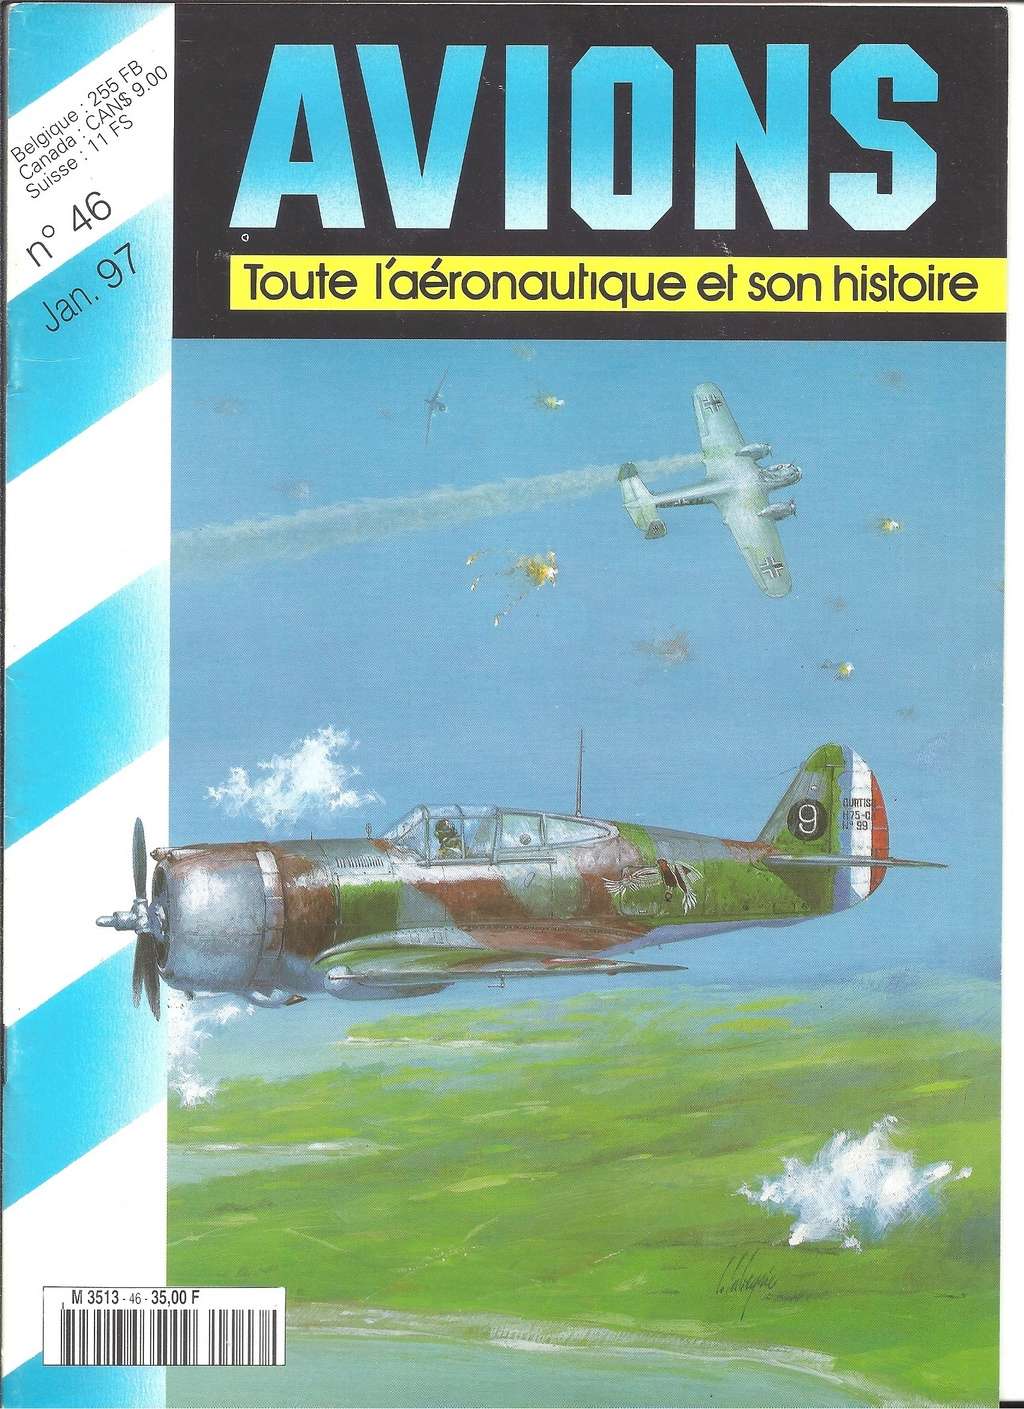 Belgique : 255 FB
Canada : CAN$ 9.00
Suisse : 11 FS
n° 46
Jan. 97
AVIONS
Toute l'aéronautique et son histoire
9
CURTIS
H75-C
N° 99
M 3513 - 46 - 35,00 F